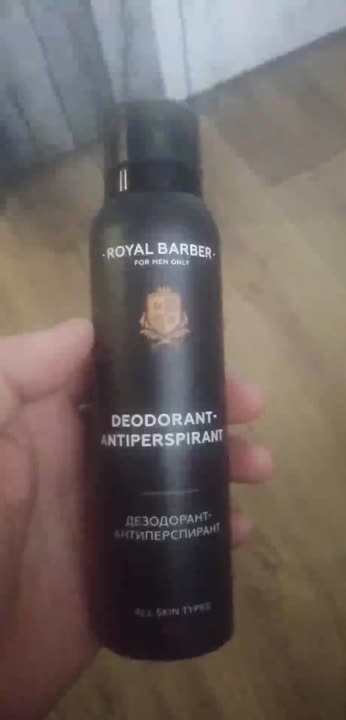 ·ROYAL BARBER·
FOR MEN ONLY
DEODORANT-
ANTIPERSPIRANT
ДЕЗОДОРАНТ-
АНТИПЕРСПИРАНТ
ALL SKIN TYPES